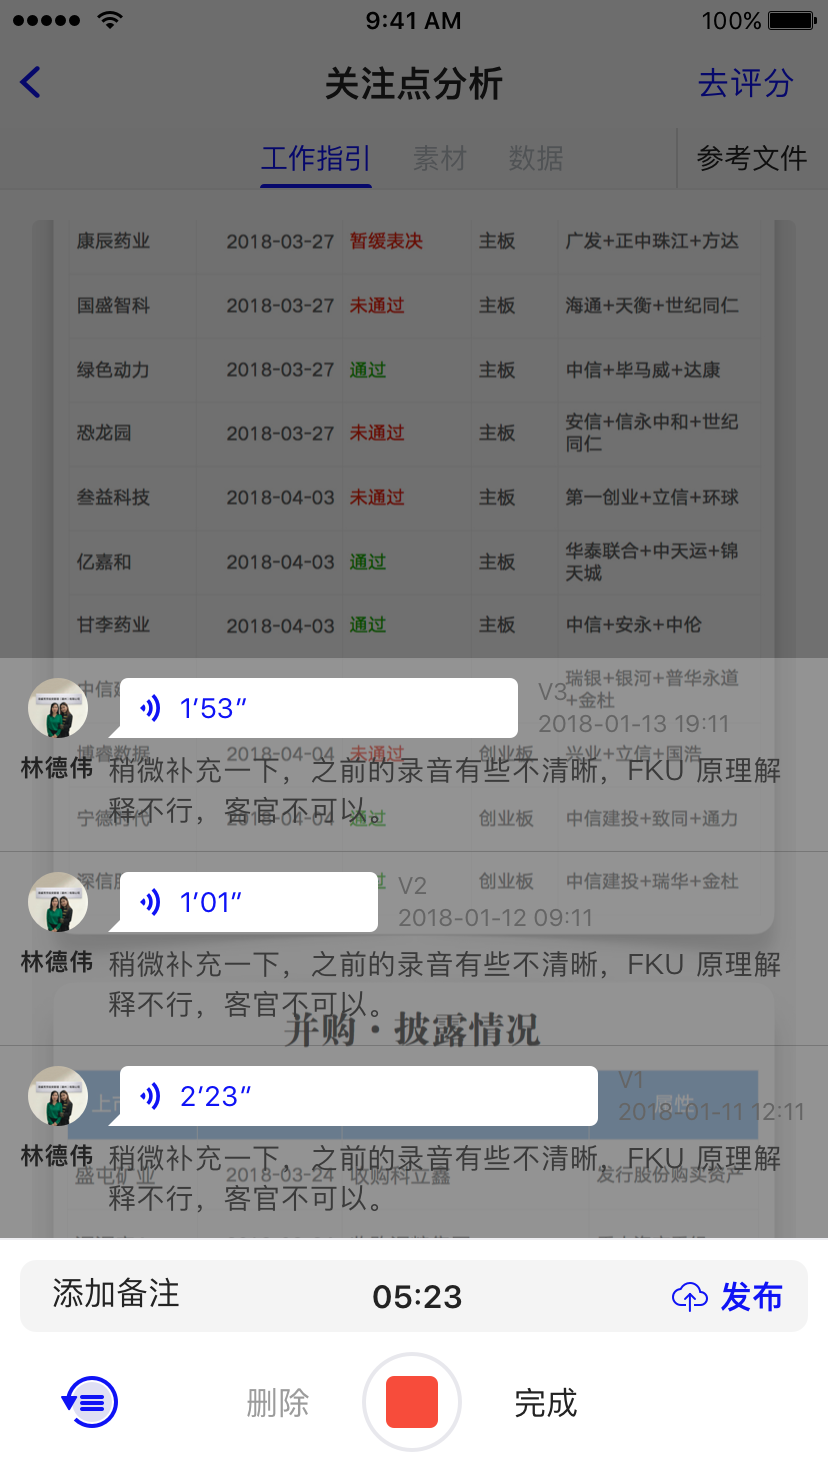 9:41 AM 100%
关注点分析 去评分
工作指引 素材 数据 参考文件
康辰药业 2018-03-27 暂缓表决 主板 广发+正中珠江+方达
国盛智科 2018-03-27 未通过 主板 海通+天衡+世纪同仁
绿色动力 2018-03-27 通过 主板 中信+毕马威+达康
恐龙园 2018-03-27 未通过 主板 安信+信永中和+世纪
同仁
叁益科技 2018-04-03 未通过 主板 第一创业+立信+环球
亿嘉和 2018-04-03 通过 主板 华泰联合+中天运+锦
天城
甘李药业 2018-04-03 通过 主板 中信+安永+中伦
中信 瑞银+银河+普华永道
+金杜
1’53” V3
2018-01-13 19:11
博睿数据 2018-04-04 未通过 创业板 兴业+立信+国浩
林德伟 稍微补充一下，之前的录音有些不清晰，FKU 原理解
释不行，客官不可以。
宁德时代 2018-04-04 通过 创业板 中信建投+致同+通力
深信 过 创业板 中信建投+瑞华+金杜
1’01” V2
2018-01-12 09:11
林德伟 稍微补充一下，之前的录音有些不清晰，FKU 原理解
释不行，客官不可以。
并购·披露情况
2’23” V1
2018-01-11 12:11
上市 属性
林德伟 稍微补充一下，之前的录音有些不清晰，FKU 原理解
释不行，客官不可以。
盛屯矿业 2018-03-24 收购科立鑫 发行股份购买资产
添加备注 05:23 发布
删除 完成